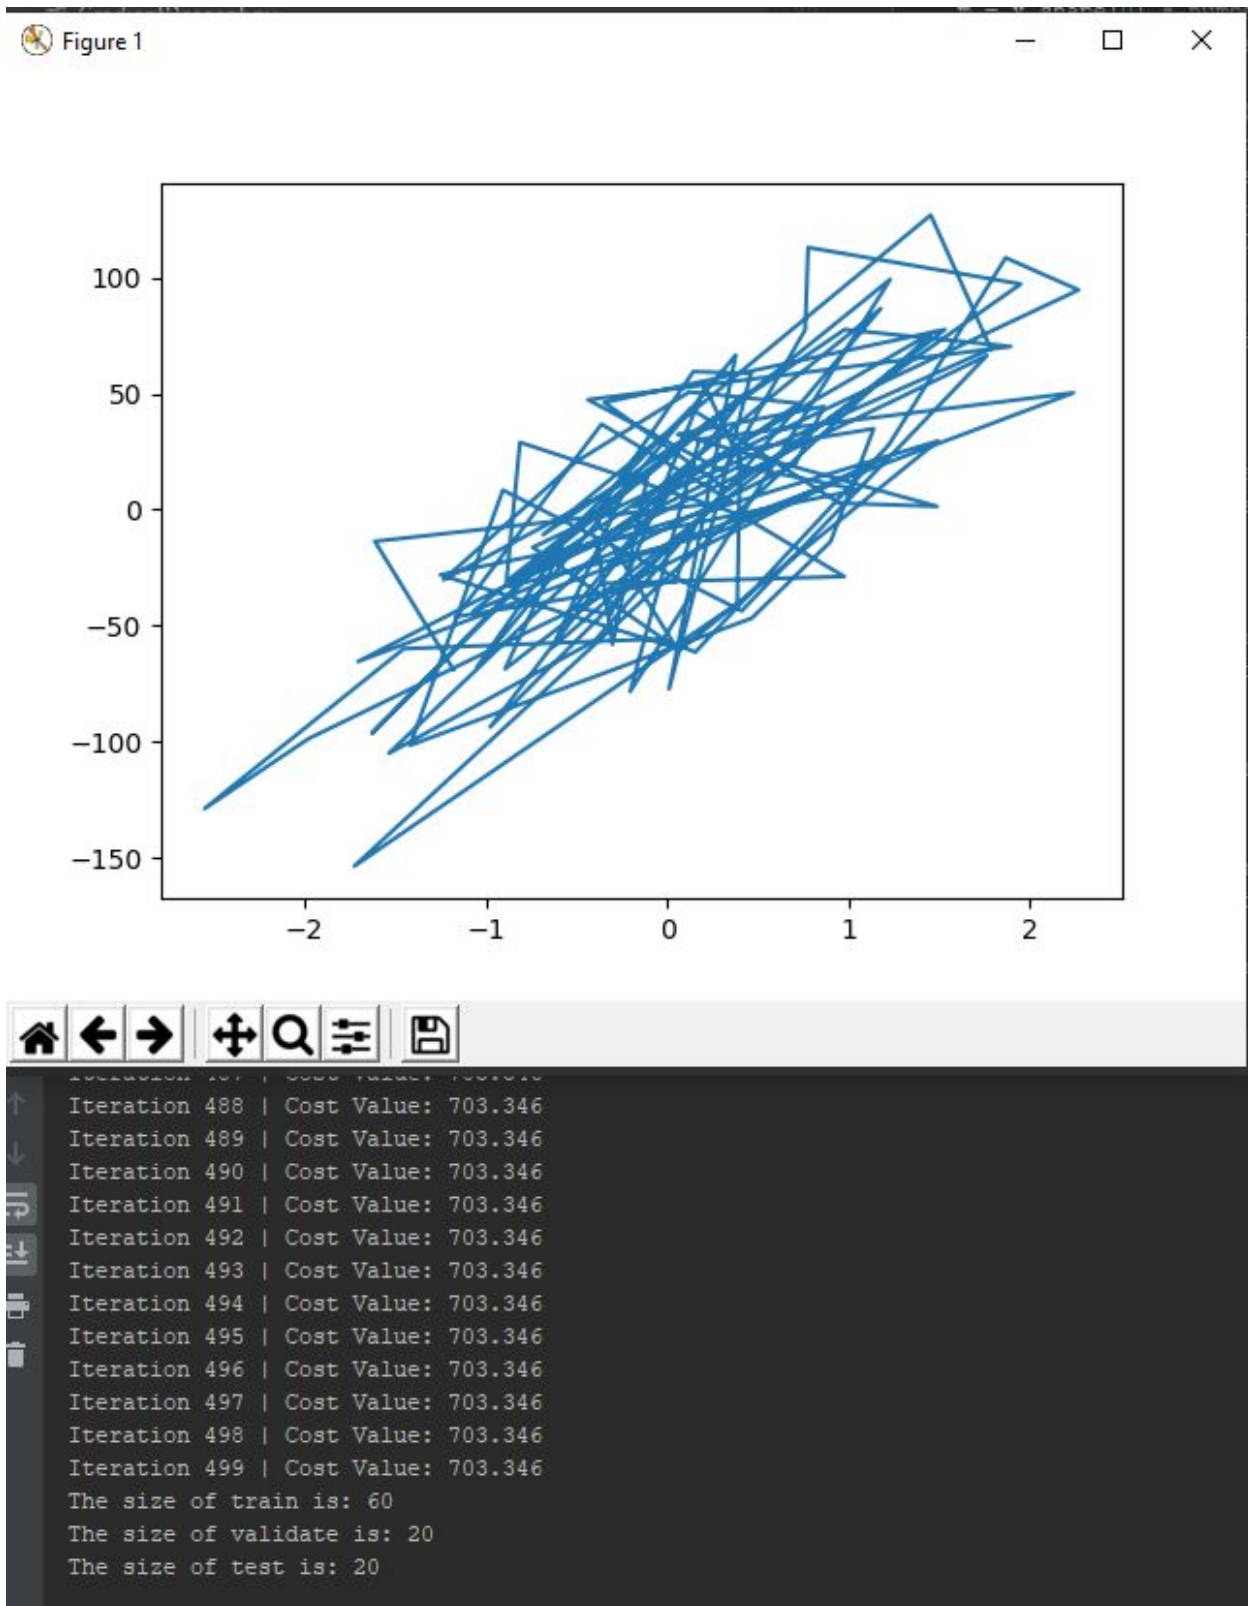 Figure 1
100
50
0
−50
−100
−150
−2 −1 0 1 2
Iteration 488 | Cost Value: 703.346
Iteration 489 | Cost Value: 703.346
Iteration 490 | Cost Value: 703.346
Iteration 491 | Cost Value: 703.346
Iteration 492 | Cost Value: 703.346
Iteration 493 | Cost Value: 703.346
Iteration 494 | Cost Value: 703.346
Iteration 495 | Cost Value: 703.346
Iteration 496 | Cost Value: 703.346
Iteration 497 | Cost Value: 703.346
Iteration 498 | Cost Value: 703.346
Iteration 499 | Cost Value: 703.346
The size of train is: 60
The size of validate is: 20
The size of test is: 20